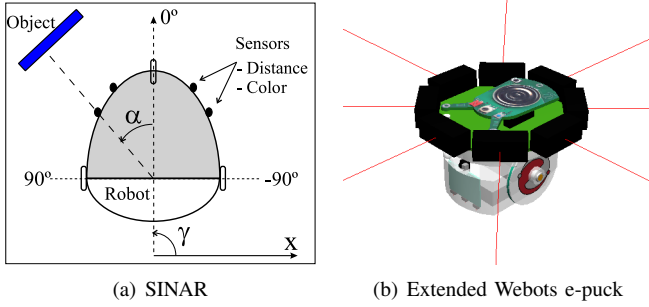 Object
0º
Sensors
- Distance
- Color
α
90º
-90º
Robot
γ
X
(a) SINAR
(b) Extended Webots e-puck